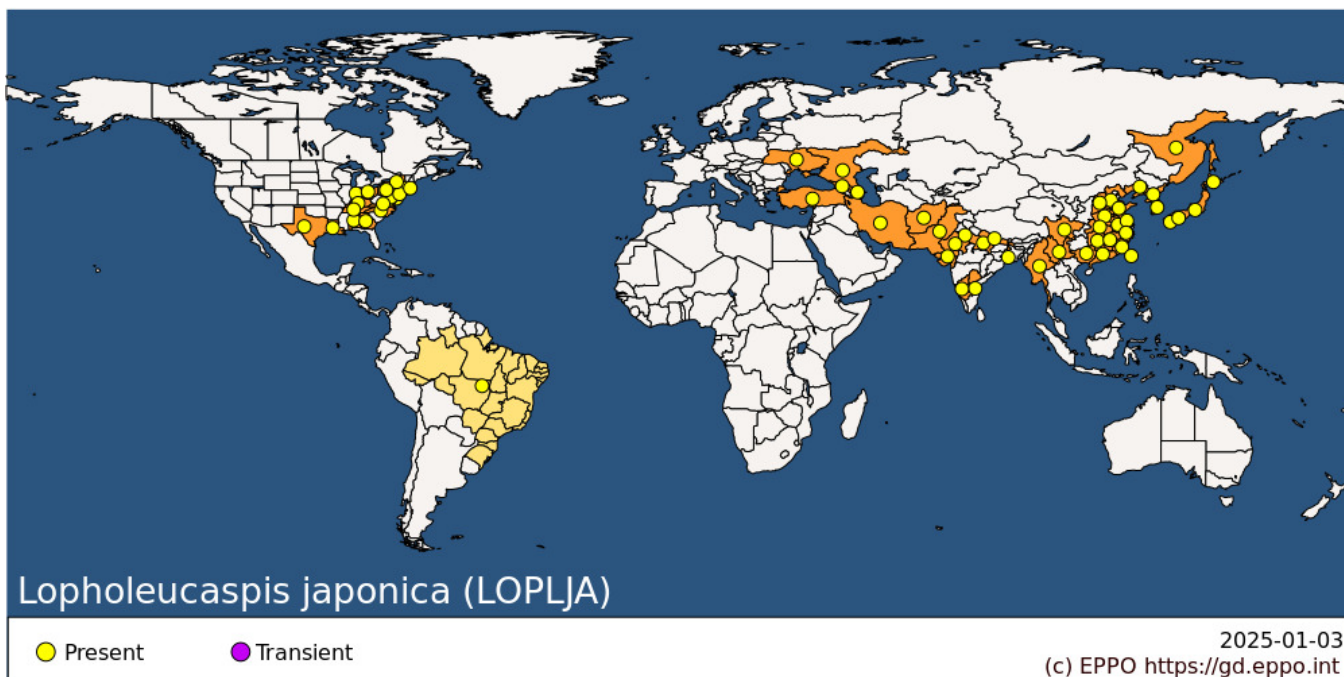 Lopholeucaspis japonica (LOPLJA)
Present
Transient
2025-01-03
(c) EPPO https://gd.eppo.int